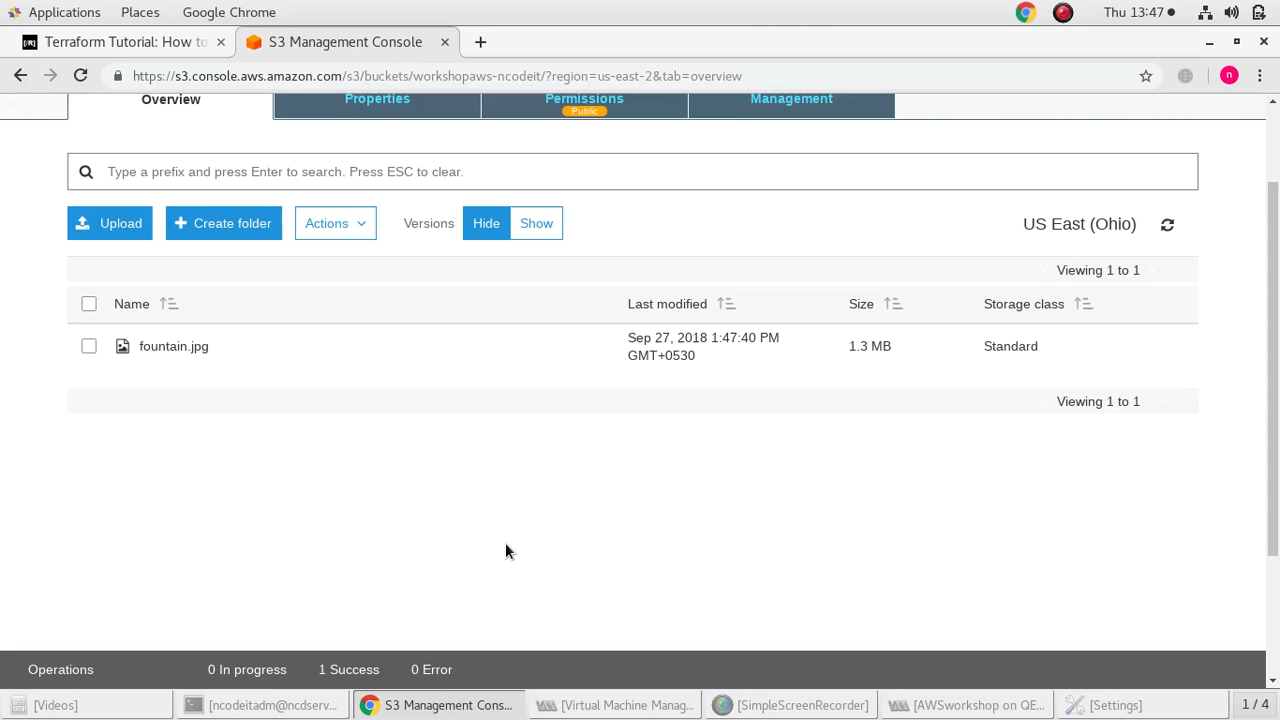 Applications Places Google Chrome Thu 13:47
[/R] Terraform Tutorial: How to S3 Management Console
https://s3.console.aws.amazon.com/s3/buckets/workshopaws-ncodeit/?region=us-east-2&tab=overview n
Overview Properties Permissions Management
Public
Type a prefix and press Enter to search. Press ESC to clear.
Upload Create folder Actions Versions Hide Show US East (Ohio)
Viewing 1 to 1
Name Last modified Size Storage class
fountain.jpg Sep 27, 2018 1:47:40 PM 1.3 MB Standard
GMT+0530
Viewing 1 to 1
Operations 0 In progress 1 Success 0 Error
[Videos] [ncodeitadm@ncdserv... S3 Management Cons... [Virtual Machine Manag... [SimpleScreenRecorder] [AWSworkshop on QE... [Settings] 1 / 4